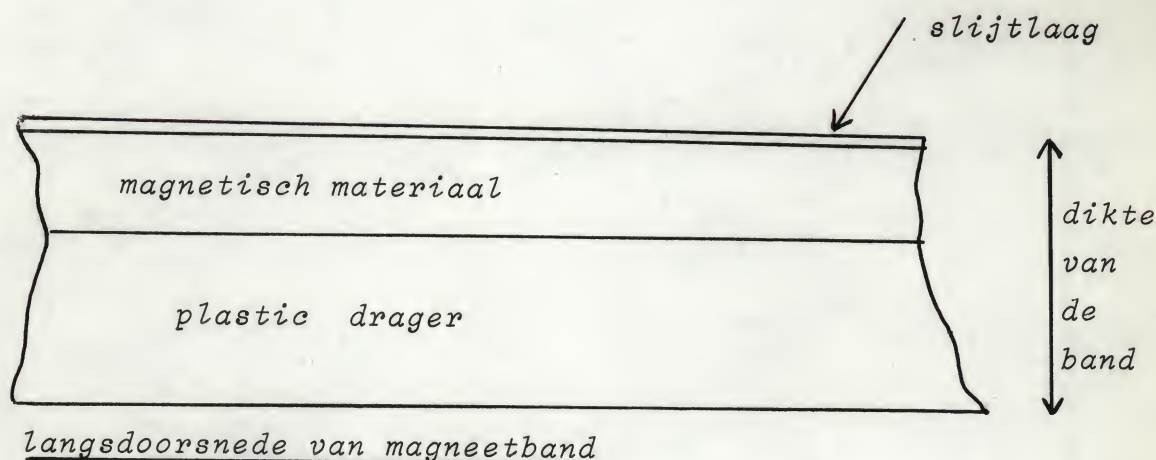 slijtlaag
magnetisch materiaal
plastic drager
dikte
van
de
band
langsdoorsnede van magneetband